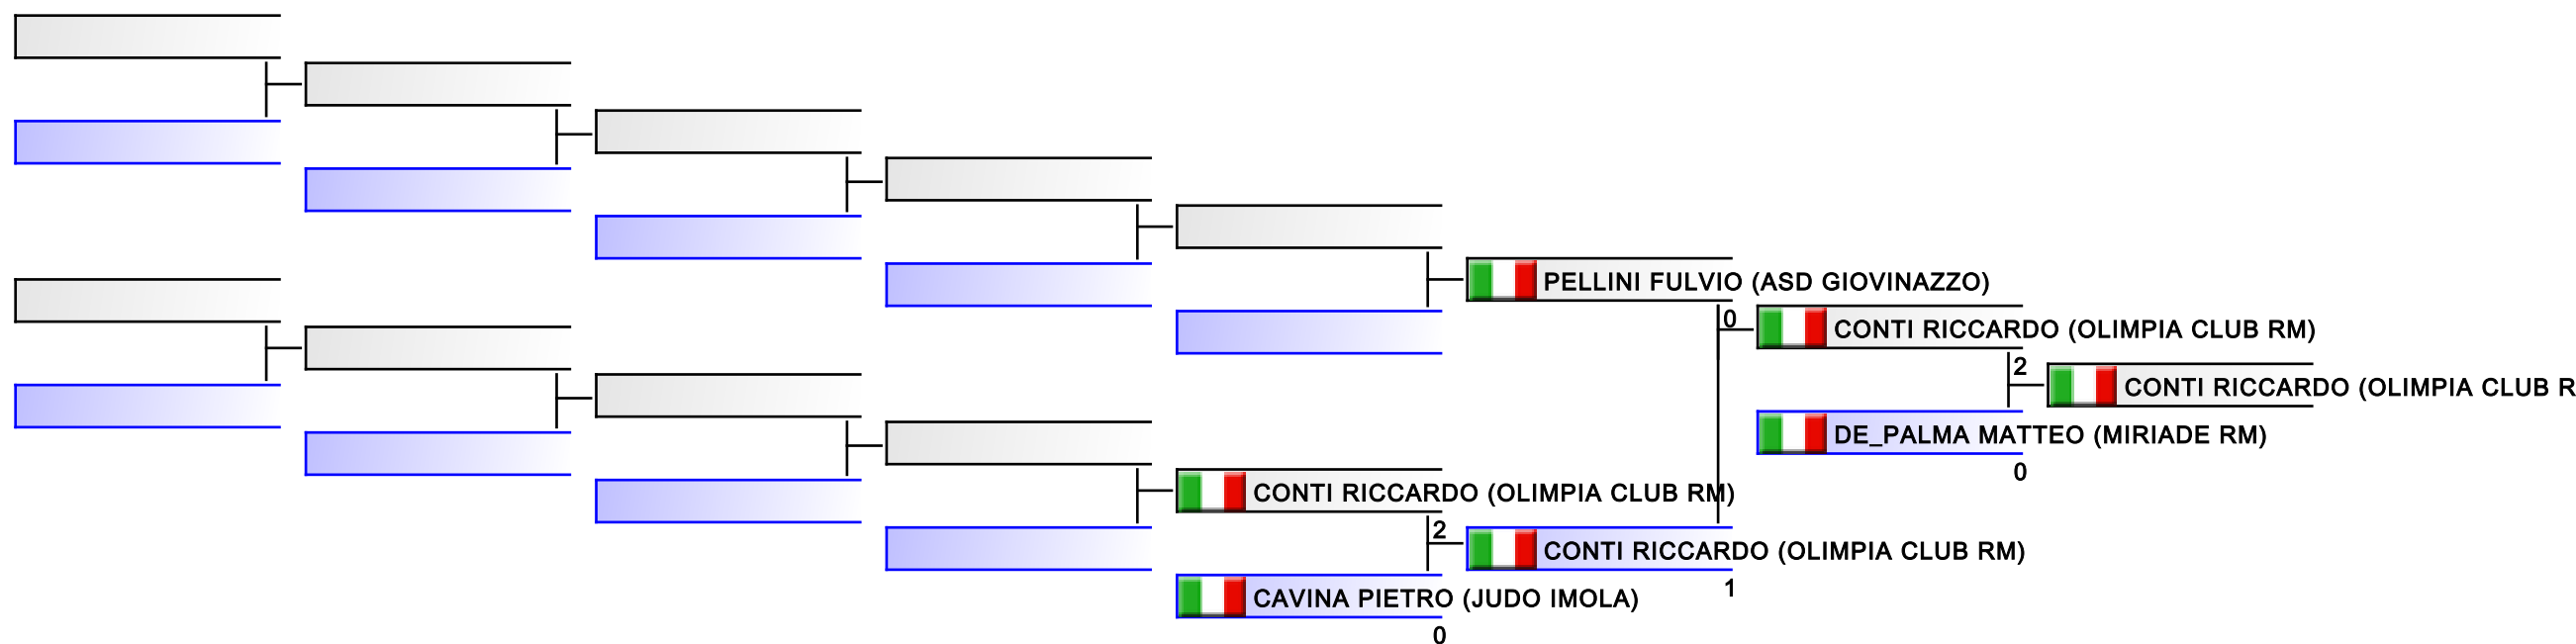 PELLINI FULVIO (ASD GIOVINAZZO)
0
CONTI RICCARDO (OLIMPIA CLUB RM)
2
CONTI RICCARDO (OLIMPIA CLUB R
DE_PALMA MATTEO (MIRIADE RM)
0
CONTI RICCARDO (OLIMPIA CLUB RM)
2
CONTI RICCARDO (OLIMPIA CLUB RM)
1
CAVINA PIETRO (JUDO IMOLA)
0